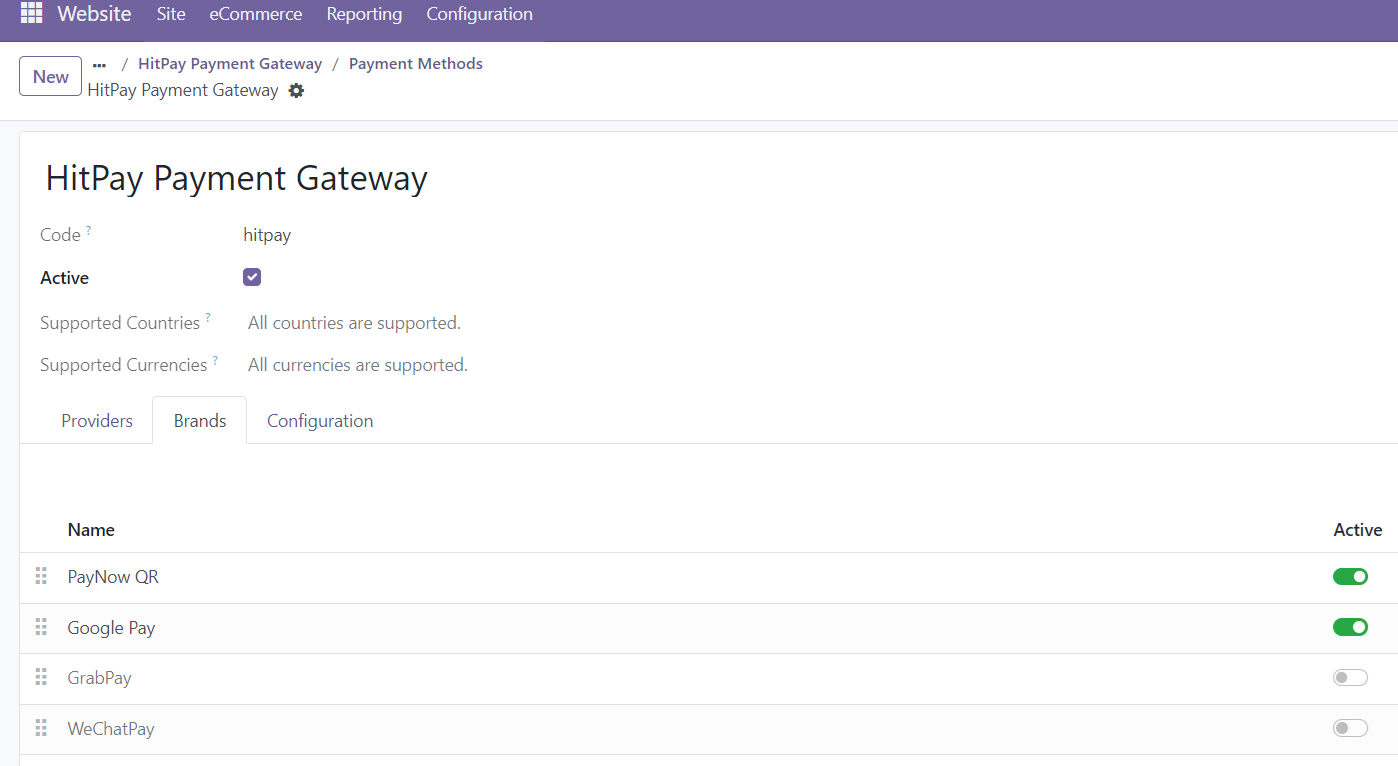 Website Site eCommerce Reporting Configuration
New ... / HitPay Payment Gateway / Payment Methods
HitPay Payment Gateway
HitPay Payment Gateway
Code ? hitpay
Active
Supported Countries ? All countries are supported.
Supported Currencies ? All currencies are supported.
Providers Brands Configuration
Name Active
PayNow QR
Google Pay
GrabPay
WeChatPay